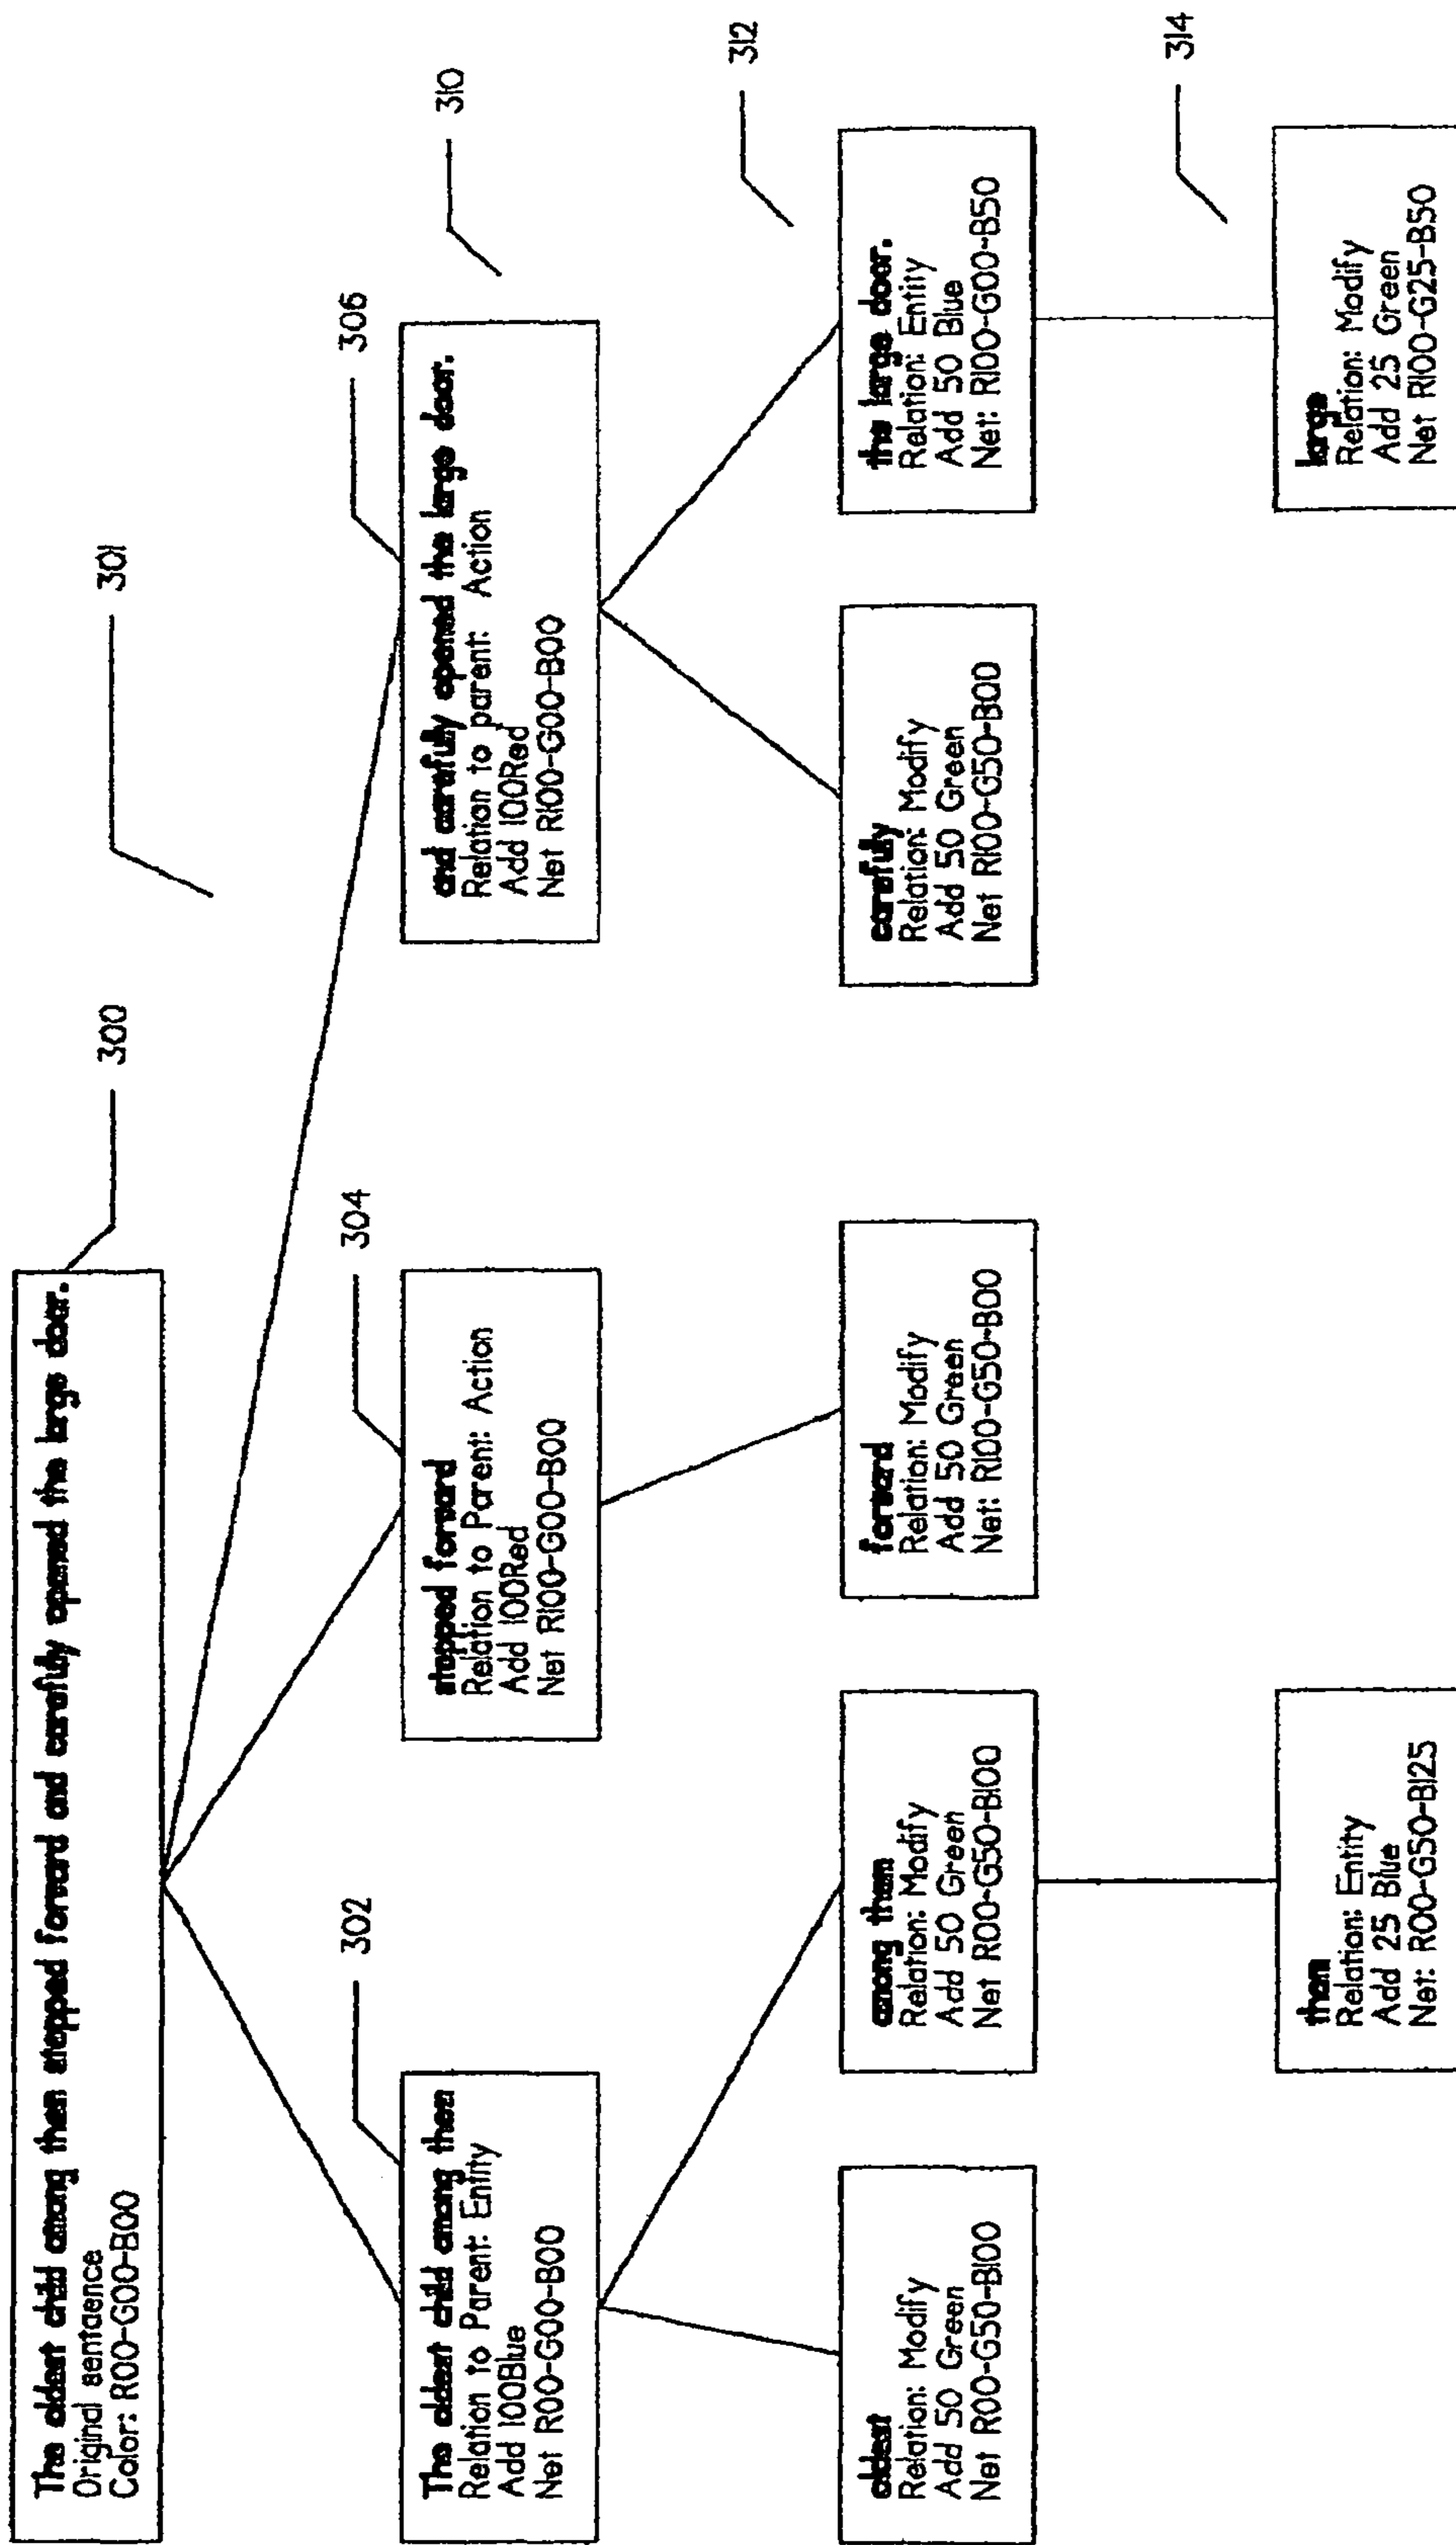 The oldest child among them stepped forward and carefully opened the large door.
Original sentaence
Color: R00-G00-B00
300
301
The oldest child among them
Relation to Parent: Entity
Add 100Blue
Net R00-G00-B00
302
stepped forward
Relation to Parent: Action
Add 100Red
Net R100-G00-B00
304
and carefully opened the large door.
Relation to parent: Action
Add 100Red
Net R100-G00-B00
306
310
oldest
Relation: Modify
Add 50 Green
Net R00-G50-B100
among them
Relation: Modify
Add 50 Green
Net R00-G50-B100
forward
Relation: Modify
Add 50 Green
Net: R100-G50-B00
carefully
Relation: Modify
Add 50 Green
Net R100-G50-B00
the large door.
Relation: Entity
Add 50 Blue
Net: R100-G00-B50
312
them
Relation: Entity
Add 25 Blue
Net: R00-G50-B125
large
Relation: Modify
Add 25 Green
Net R100-G25-B50
314